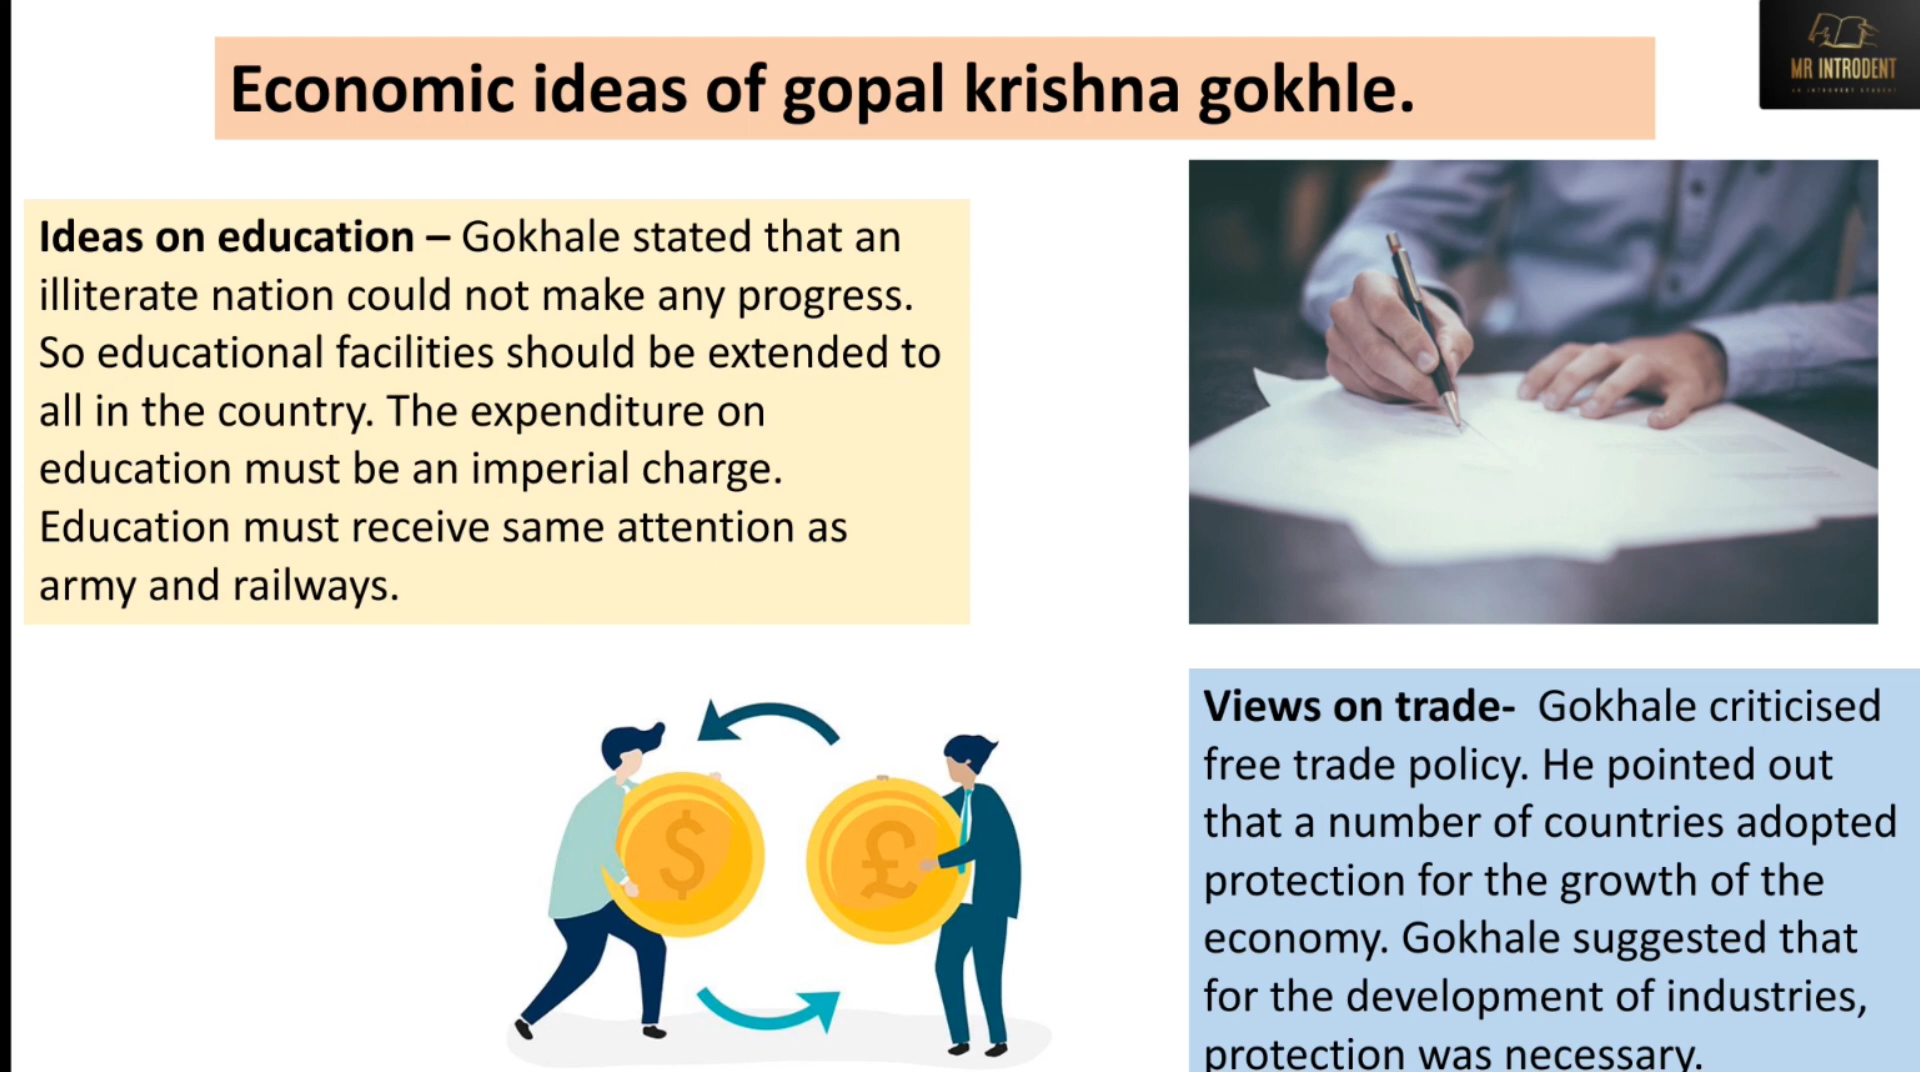 Economic ideas of gopal krishna gokhle.
MR INTRODENT
Ideas on education – Gokhale stated that an
illiterate nation could not make any progress.
So educational facilities should be extended to
all in the country. The expenditure on
education must be an imperial charge.
Education must receive same attention as
army and railways.
$
£
Views on trade- Gokhale criticised
free trade policy. He pointed out
that a number of countries adopted
protection for the growth of the
economy. Gokhale suggested that
for the development of industries,
protection was necessary.